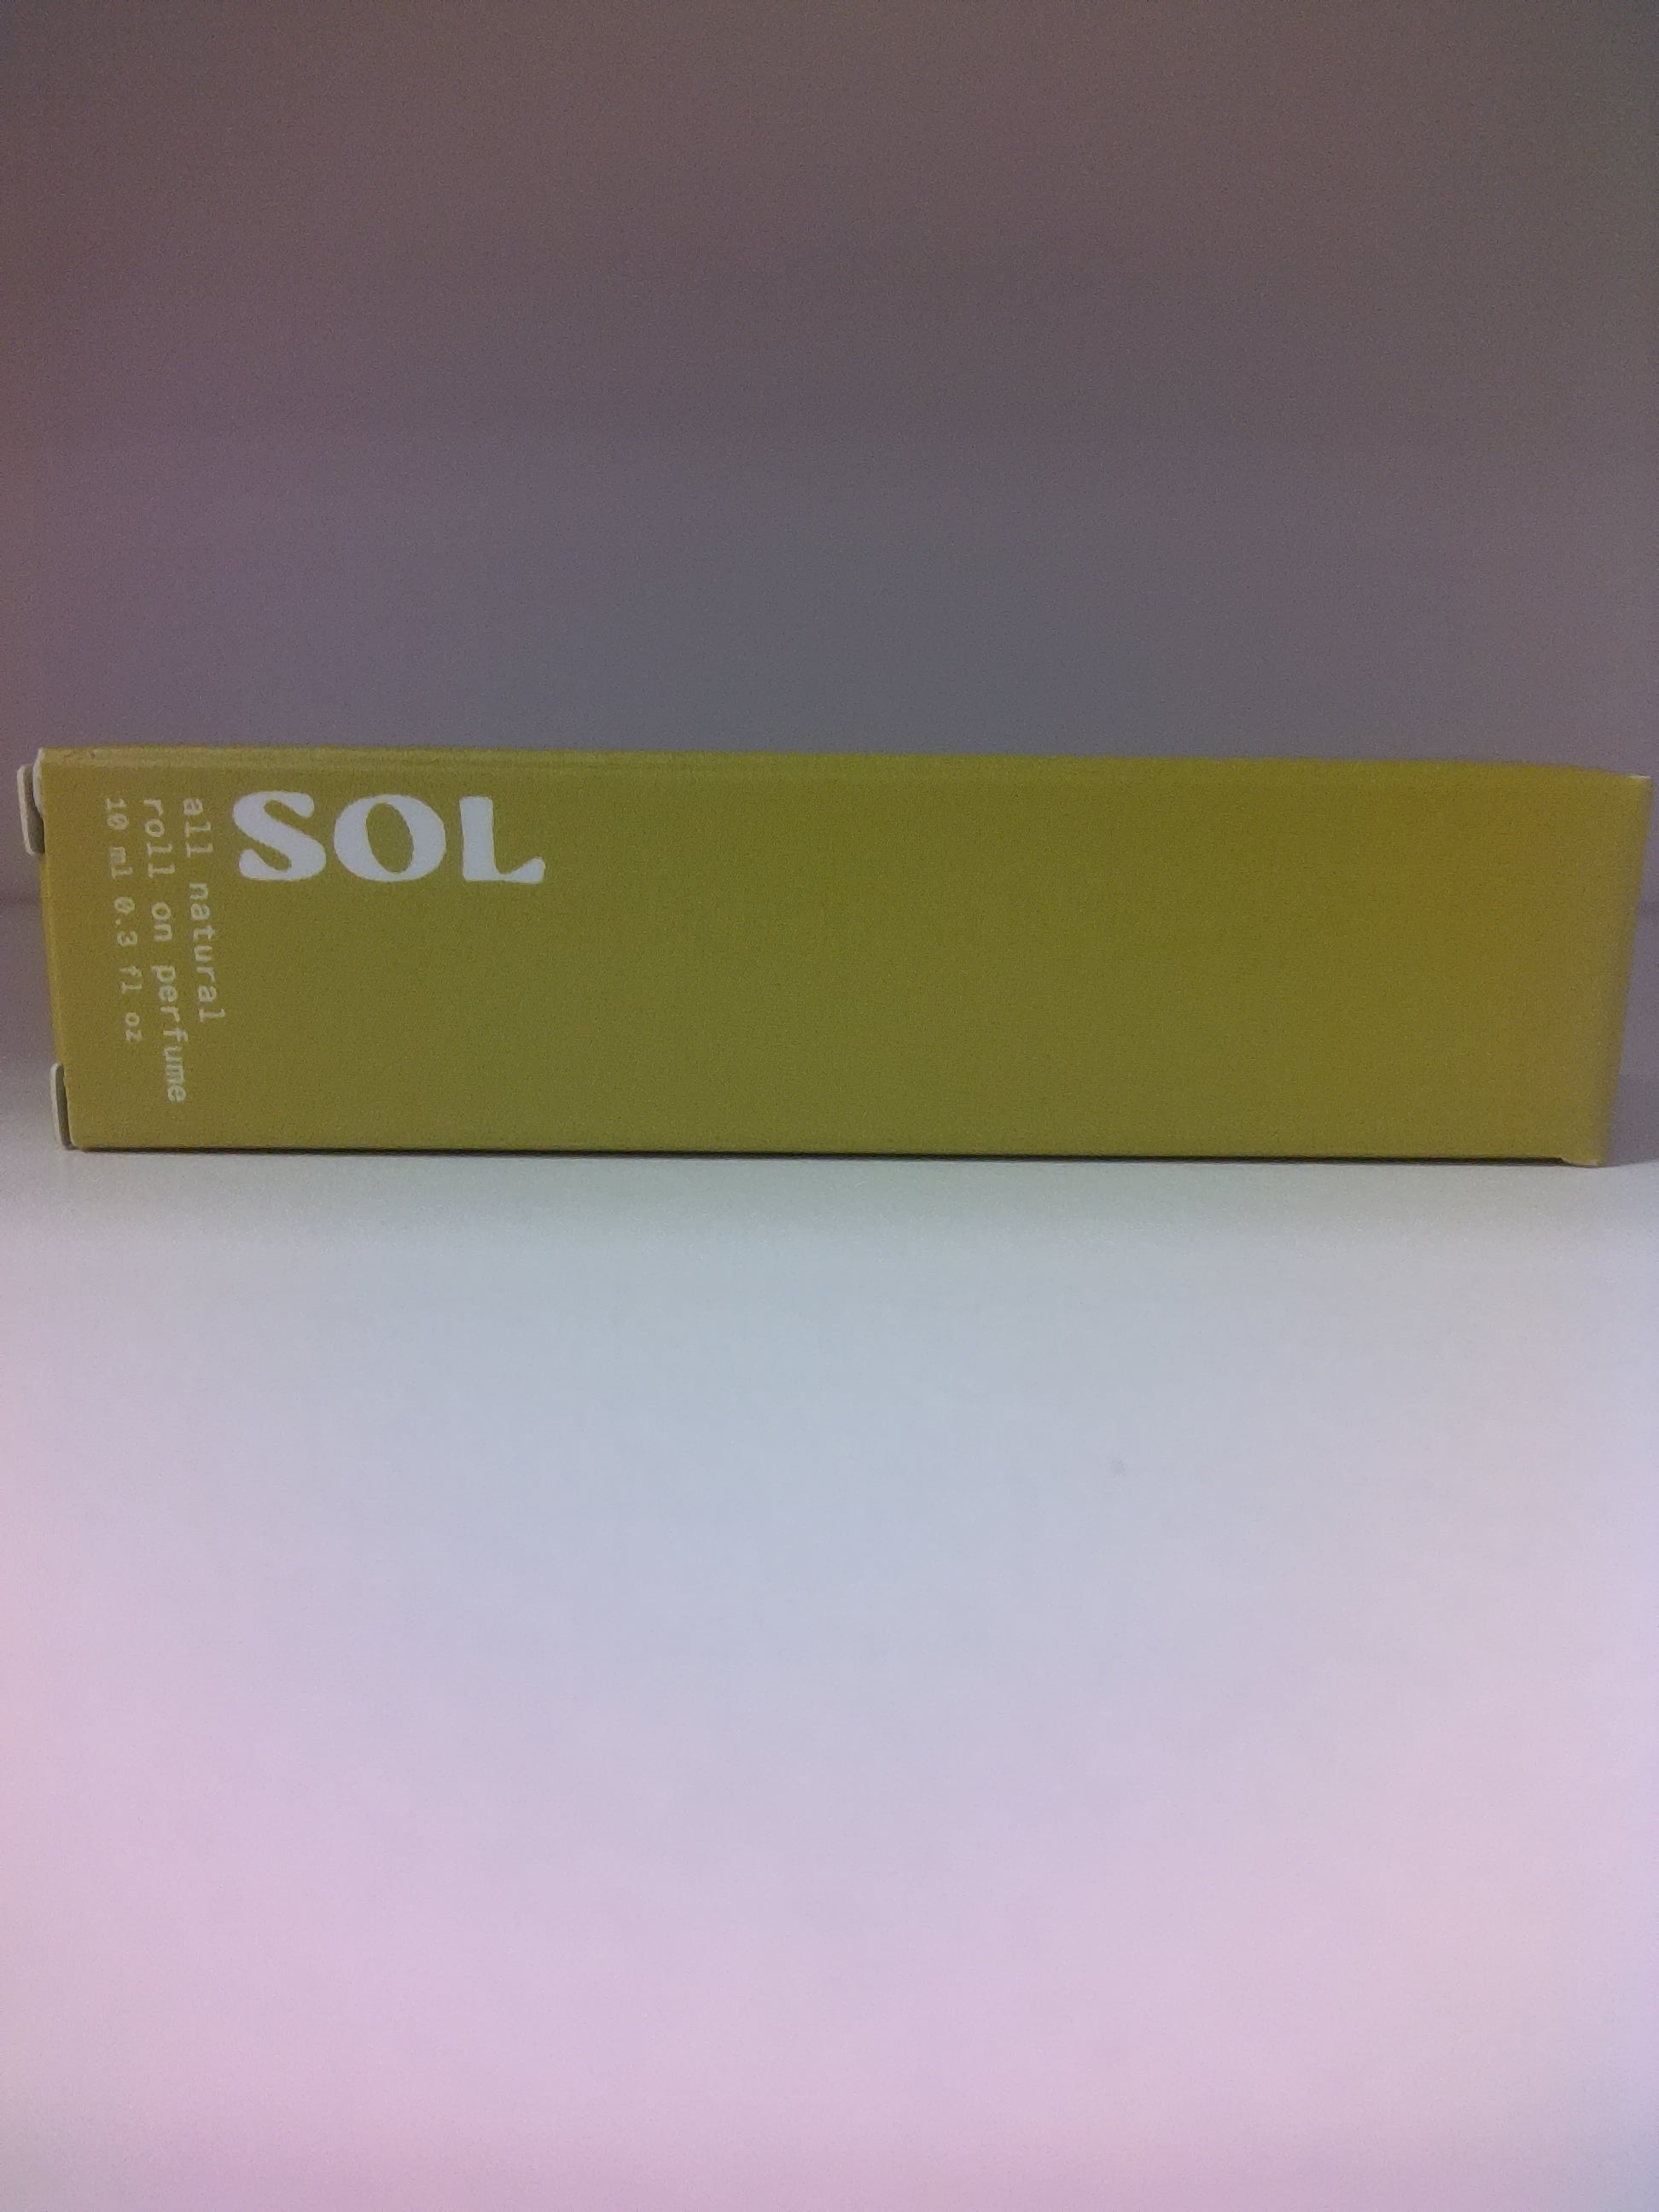 SOL
all natural
roll on perfume
10 ml 0.3 fl oz